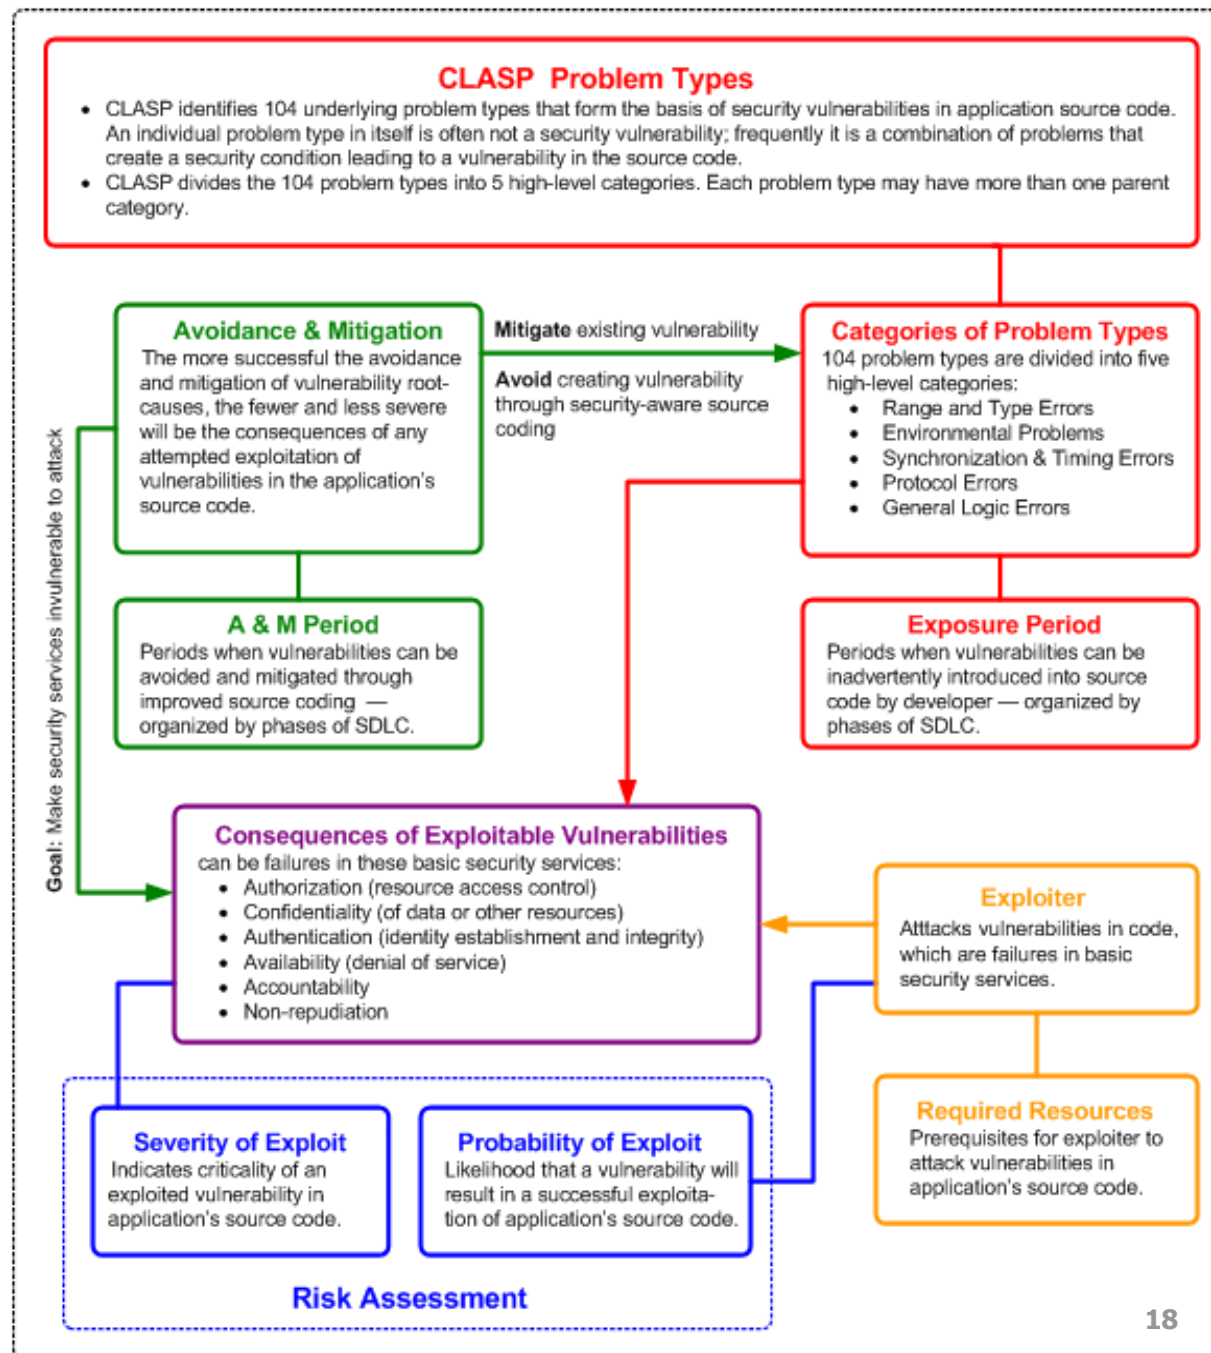 CLASP  Problem Types
• CLASP identifies 104 underlying problem types that form the basis of security vulnerabilities in application source code.
An individual problem type in itself is often not a security vulnerability; frequently it is a combination of problems that
create a security condition leading to a vulnerability in the source code.
• CLASP divides the 104 problem types into 5 high-level categories. Each problem type may have more than one parent
category.
Avoidance & Mitigation
The more successful the avoidance
and mitigation of vulnerability root-
causes, the fewer and less severe
will be the consequences of any
attempted exploitation of
vulnerabilities in the application's
source code.
Mitigate existing vulnerability
Avoid creating vulnerability
through security-aware source
coding
Categories of Problem Types
104 problem types are divided into five
high-level categories:
• Range and Type Errors
• Environmental Problems
• Synchronization & Timing Errors
• Protocol Errors
• General Logic Errors
Goal: Make security services invulnerable to attack
A & M Period
Periods when vulnerabilities can be
avoided and mitigated through
improved source coding —
organized by phases of SDLC.
Exposure Period
Periods when vulnerabilities can be
inadvertently introduced into source
code by developer — organized by
phases of SDLC.
Consequences of Exploitable Vulnerabilities
can be failures in these basic security services:
• Authorization (resource access control)
• Confidentiality (of data or other resources)
• Authentication (identity establishment and integrity)
• Availability (denial of service)
• Accountability
• Non-repudiation
Exploiter
Atttacks vulnerabilities in code,
which are failures in basic
security services.
Severity of Exploit
Indicates criticality of an
exploited vulnerability in
application's source code.
Probability of Exploit
Likelihood that a vulnerability will
result in a successful exploita-
tion of application's source code.
Required Resources
Prerequisites for exploiter to
attack vulnerabilities in
application's source code.
Risk Assessment
18